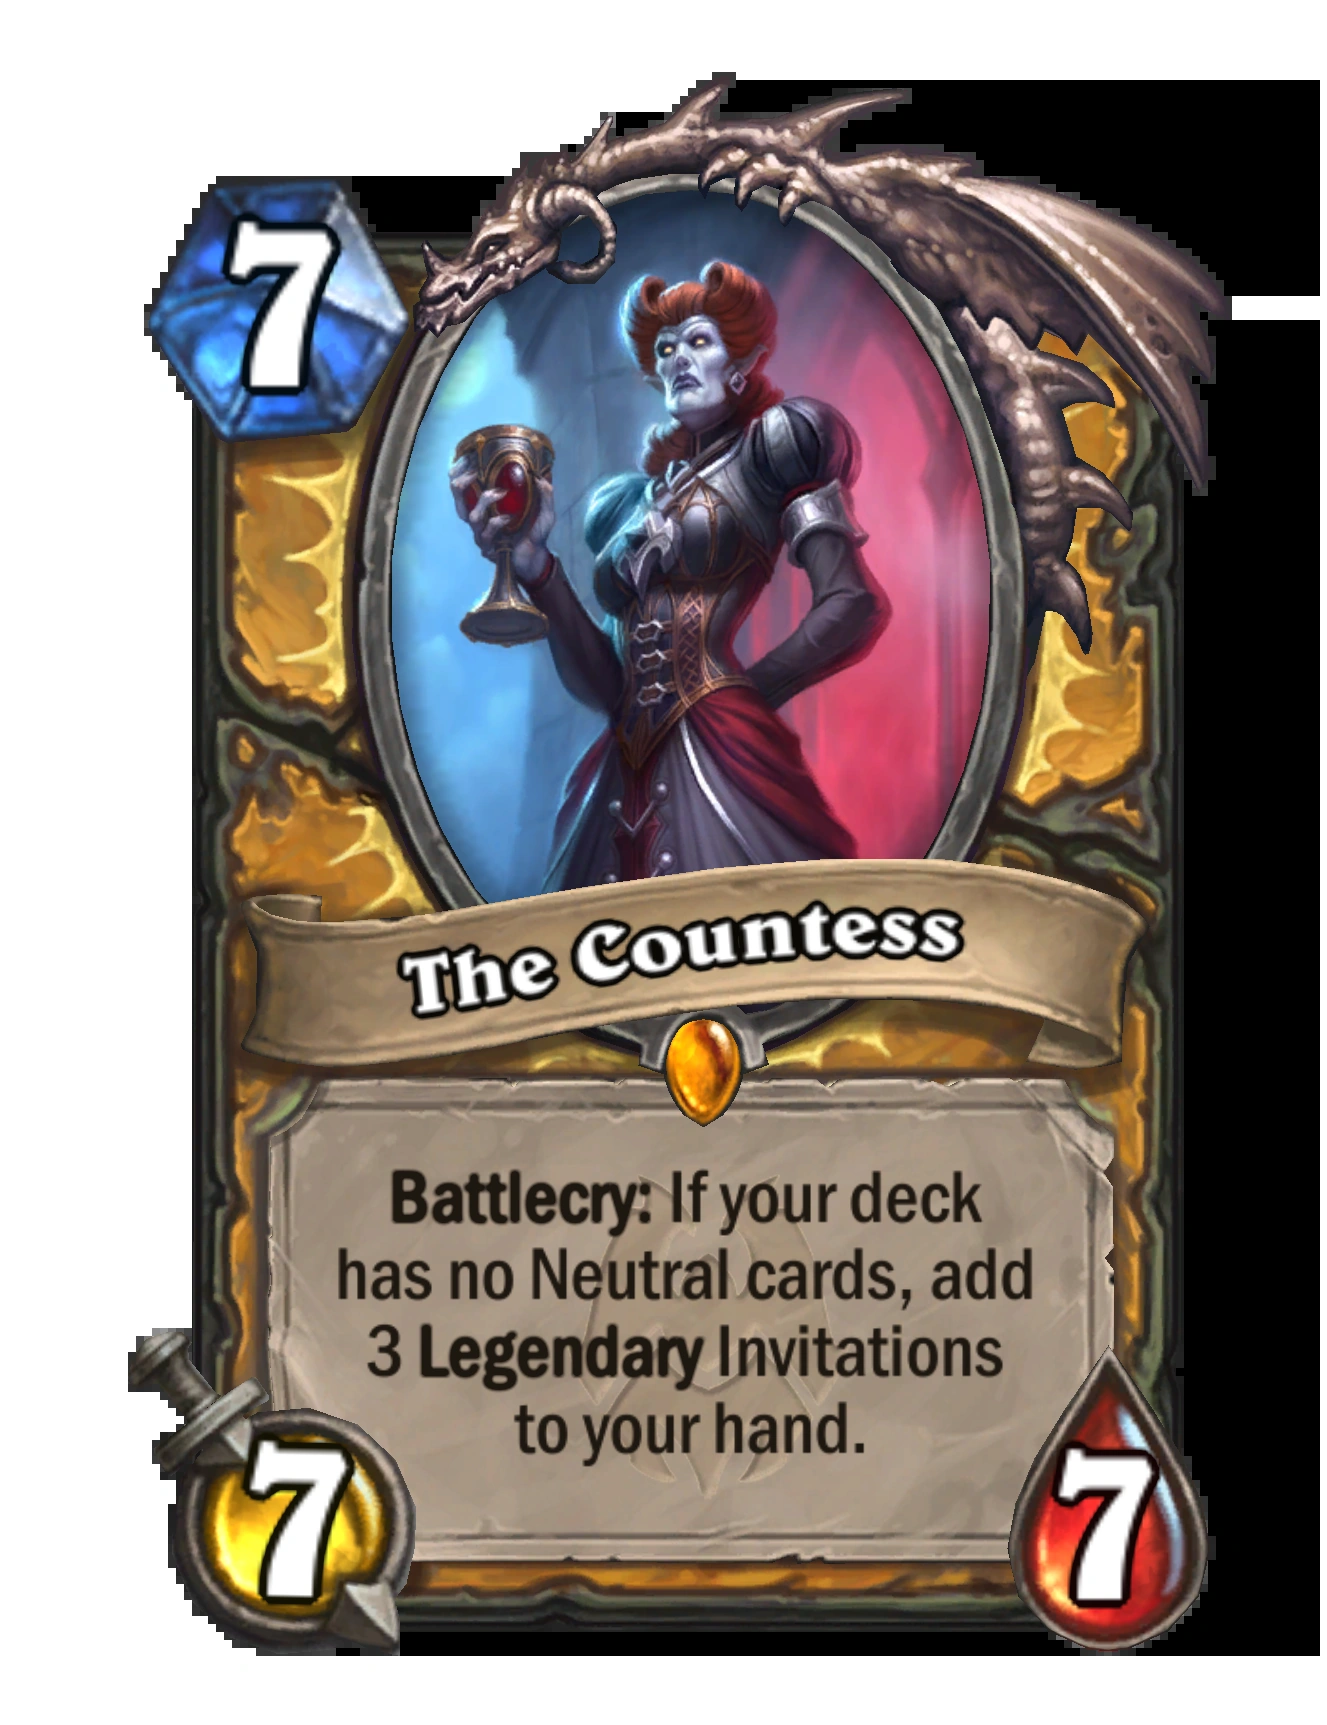 7
The Countess
Battlecry: If your deck
has no Neutral cards, add
3 Legendary Invitations
to your hand.
7
7